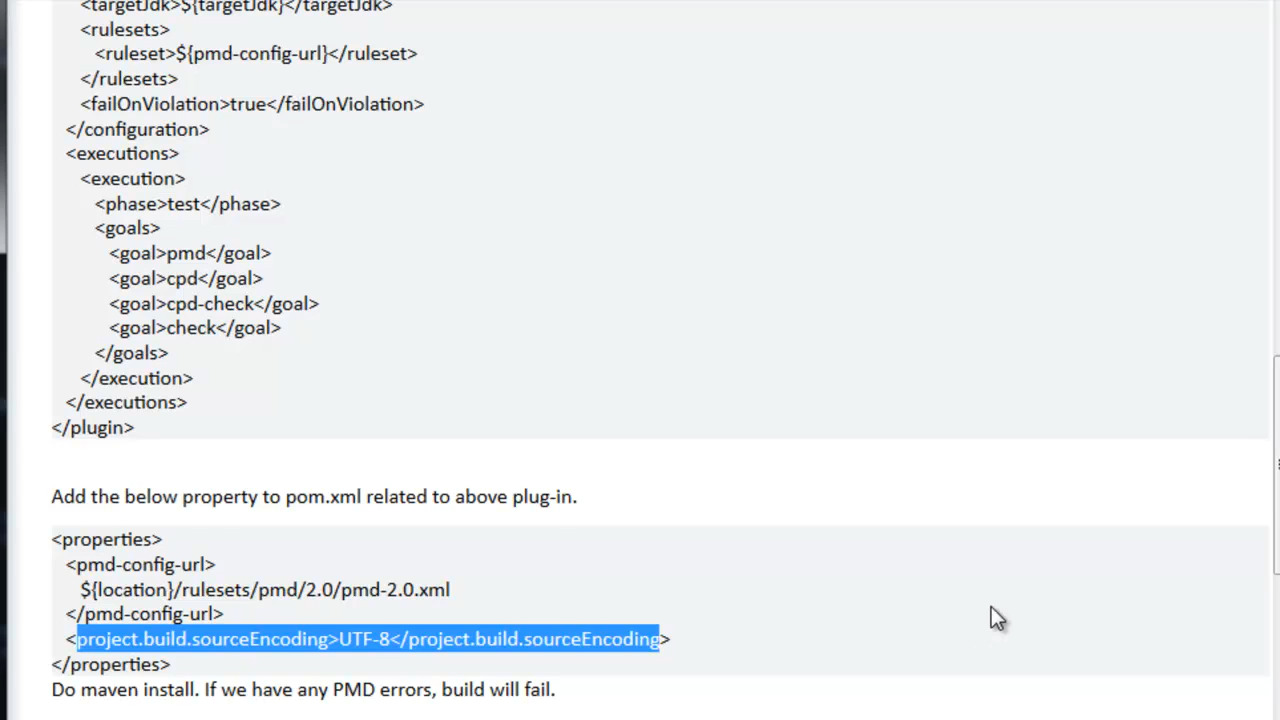 <targetJdk>${targetJdk}</targetJdk>
<rulesets>
<ruleset>${pmd-config-url}</ruleset>
</rulesets>
<failOnViolation>true</failOnViolation>
</configuration>
<executions>
<execution>
<phase>test</phase>
<goals>
<goal>pmd</goal>
<goal>cpd</goal>
<goal>cpd-check</goal>
<goal>check</goal>
</goals>
</execution>
</executions>
</plugin>
Add the below property to pom.xml related to above plug-in.
<properties>
<pmd-config-url>
${location}/rulesets/pmd/2.0/pmd-2.0.xml
</pmd-config-url>
<project.build.sourceEncoding>UTF-8</project.build.sourceEncoding>
</properties>
Do maven install. If we have any PMD errors, build will fail.